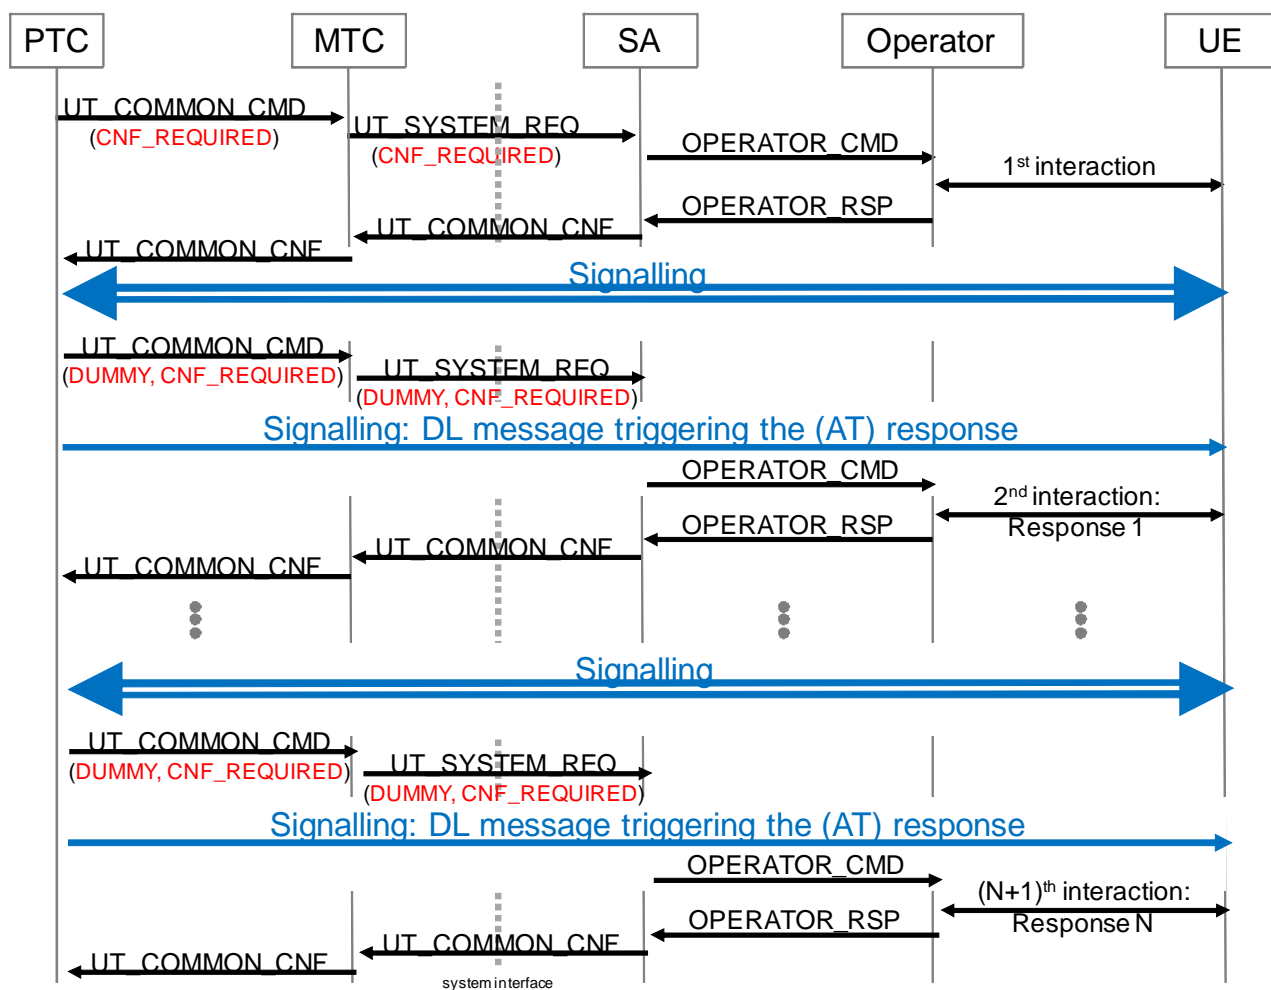 PTC
MTC
SA
Operator
UE
UT_COMMON_CMD
(CNF_REQUIRED)
UT_SYSTEM_REQ
(CNF_REQUIRED)
OPERATOR_CMD
1st interaction
OPERATOR_RSP
UT_COMMON_CNF
UT_COMMON_CNF
Signalling
UT_COMMON_CMD
(DUMMY, CNF_REQUIRED)
UT_SYSTEM_REQ
(DUMMY, CNF_REQUIRED)
Signalling: DL message triggering the (AT) response
OPERATOR_CMD
2nd interaction:
Response 1
OPERATOR_RSP
UT_COMMON_CNF
UT_COMMON_CNF
Signalling
UT_COMMON_CMD
(DUMMY, CNF_REQUIRED)
UT_SYSTEM_REQ
(DUMMY, CNF_REQUIRED)
Signalling: DL message triggering the (AT) response
OPERATOR_CMD
(N+1)th interaction:
Response N
OPERATOR_RSP
UT_COMMON_CNF
UT_COMMON_CNF
system interface